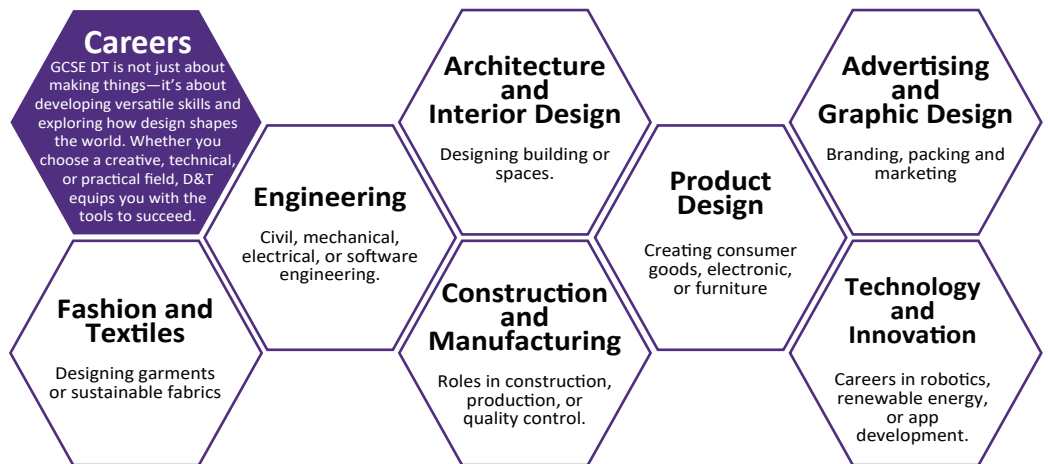 Careers
GCSE DT is not just about
making things—it's about
developing versatile skills and
exploring how design shapes
the world. Whether you
choose a creative, technical,
or practical field, D&T
equips you with the
tools to succeed.
Fashion and
Textiles
Designing garments
or sustainable fabrics
Engineering
Civil, mechanical,
electrical, or software
engineering.
Architecture
and
Interior Design
Designing building or
spaces.
Construction
and
Manufacturing
Roles in construction,
production, or
quality control.
Product
Design
Creating consumer
goods, electronic,
or furniture
Advertising
and
Graphic Design
Branding, packing and
marketing
Technology
and
Innovation
Careers in robotics,
renewable energy,
or app
development.